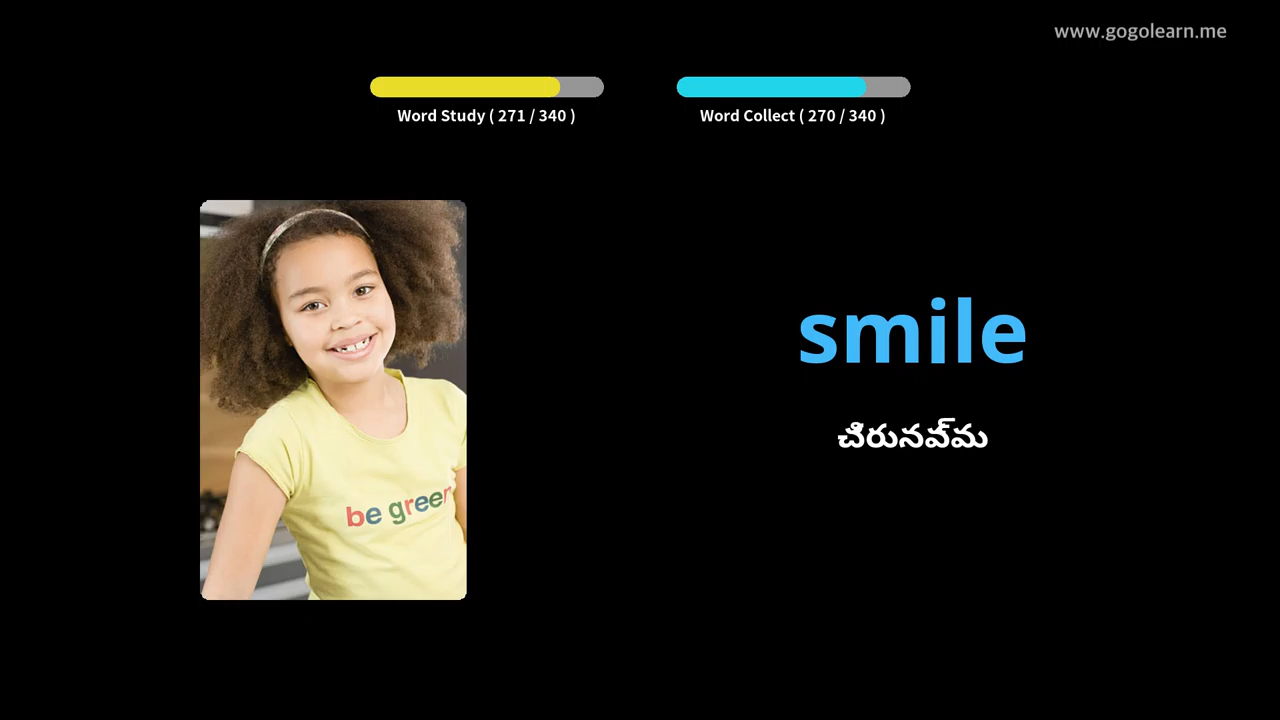 www.gogolearn.me
Word Study ( 271 / 340 )
Word Collect ( 270 / 340 )
smile
చిరునవ్వు
be green